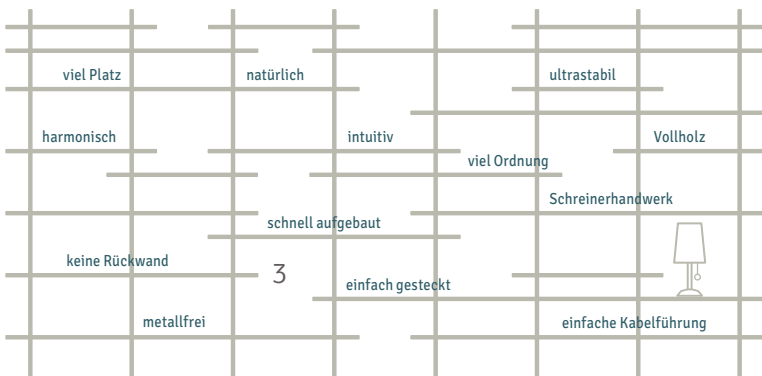 viel Platz
natürlich
ultrastabil
harmonisch
intuitiv
Vollholz
viel Ordnung
Schreinerhandwerk
schnell aufgebaut
keine Rückwand
3
einfach gesteckt
metallfrei
einfache Kabelführung